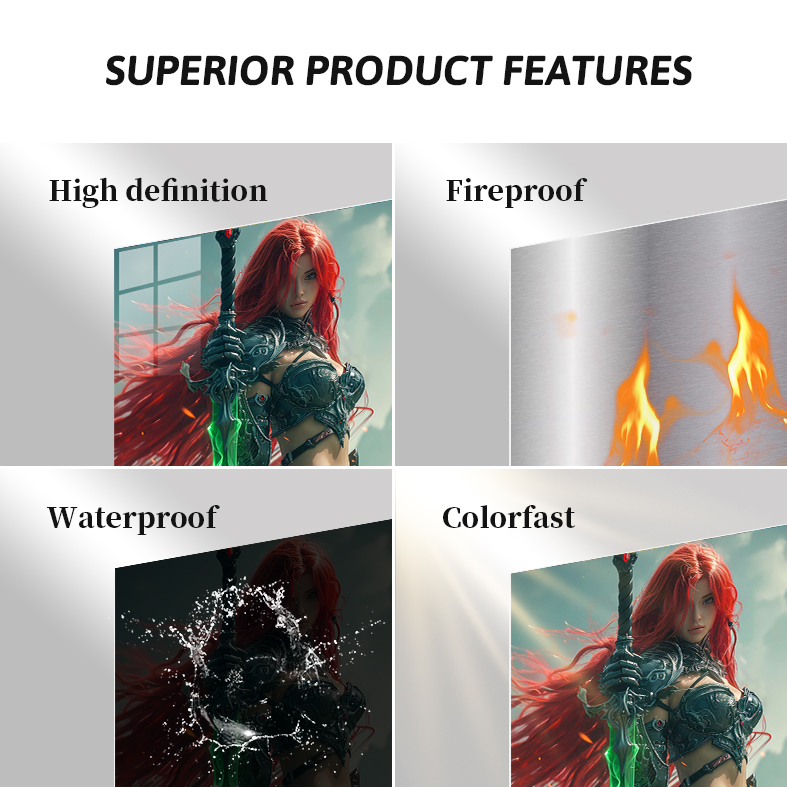 SUPERIOR PRODUCT FEATURES
High definition
Fireproof
Waterproof
Colorfast